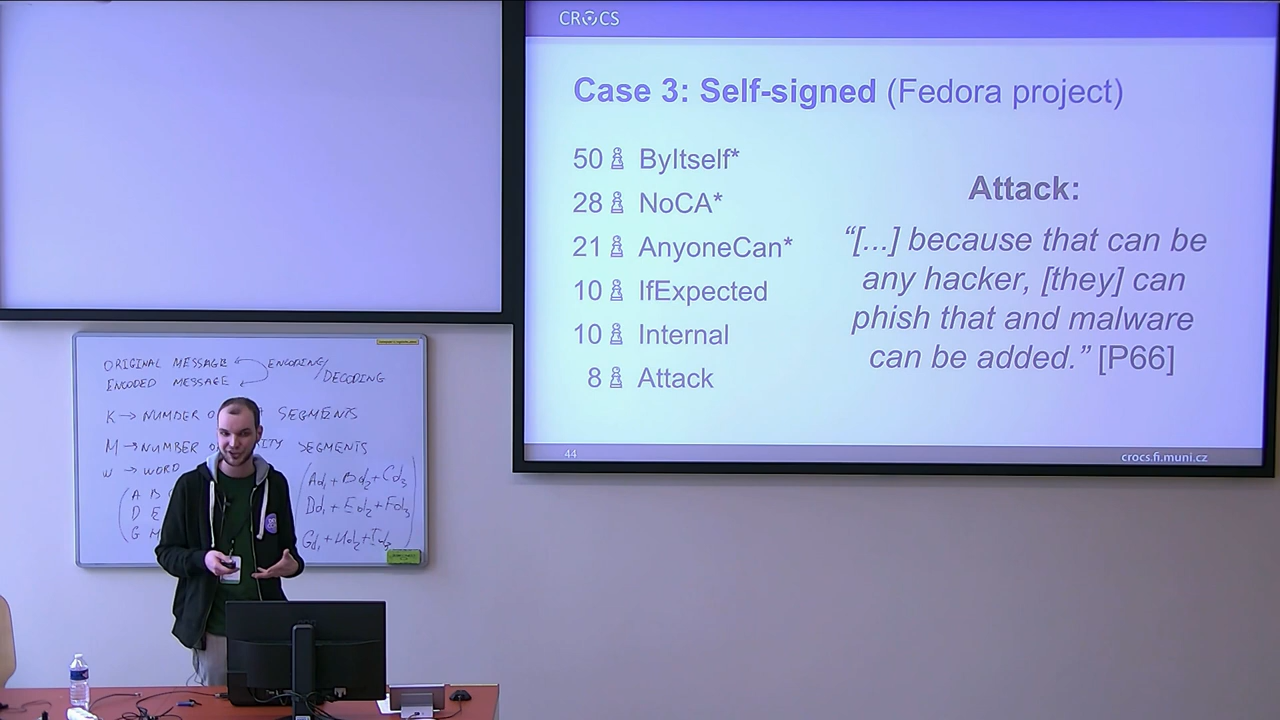 CROCS
Case 3: Self-signed (Fedora project)
50 ByItself*
28 NoCA*
21 AnyoneCan*
10 IfExpected
10 Internal
8 Attack
Attack:
“[...] because that can be
any hacker, [they] can
phish that and malware
can be added.” [P66]
44
crocs.fi.muni.cz
ORIGINAL MESSAGE ENCODING/
ENCODED MESSAGE DECODING
K → NUMBER SEGMENTS
M → NUMBER SEGMENTS
W → WORD
A B
D E
G
Ad1 + Bd2 + Cd3
Dd1 + Ed2 + Fd3
Gd1 + Hd2 + Id3